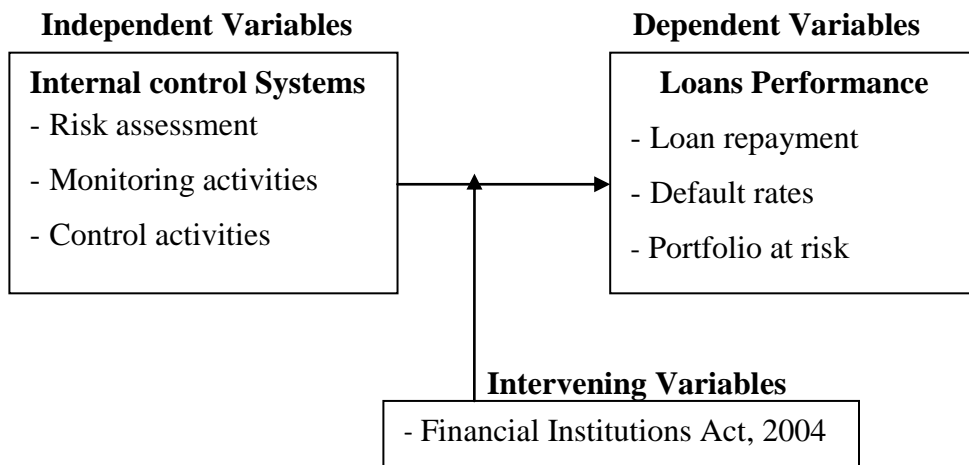 Independent Variables
Internal control Systems
- Risk assessment
- Monitoring activities
- Control activities
Dependent Variables
Loans Performance
- Loan repayment
- Default rates
- Portfolio at risk
Intervening Variables
- Financial Institutions Act, 2004